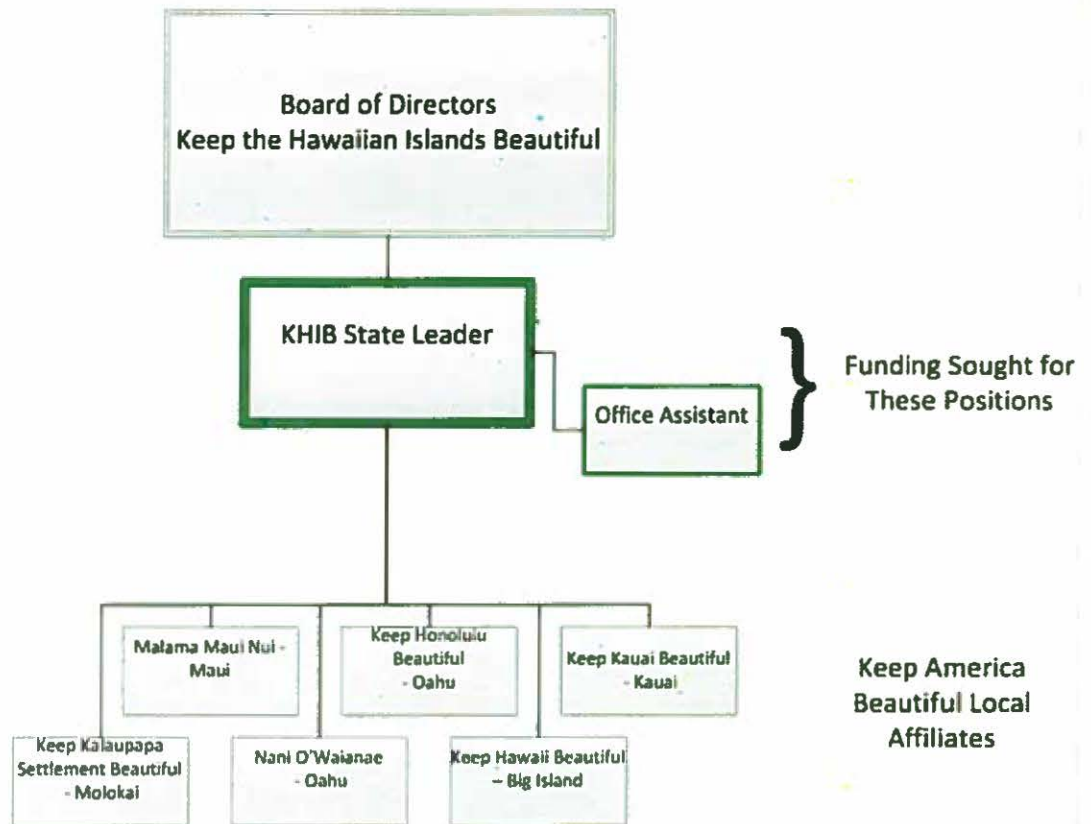 Board of Directors
Keep the Hawaiian Islands Beautiful
KHIB State Leader
Office Assistant
Funding Sought for
These Positions
Malama Maui Nui -
Maui
Keep Honolulu
Beautiful
- Oahu
Keep Kauai Beautiful -
Kauai
Keep Kalaupapa
Settlement Beautiful
- Molokai
Nani O'Waianae
- Oahu
Keep Hawaii Beautiful
– Big Island
Keep America
Beautiful Local
Affiliates